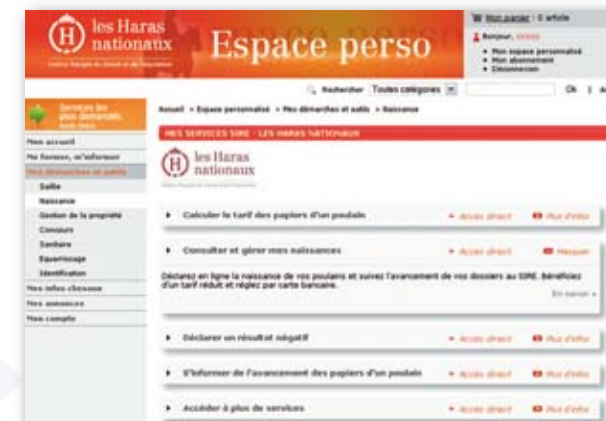 les Haras
nationaux
Espace perso
Mon panier : 0 article
Bonjour,
Mon espace personnalisé
Mon abonnement
Déconnexion
Rechercher Toutes catégories Ok
Services les
plus demandés
Accueil > Espace personnalisé > Mes démarches et outils > Naissance
MES SERVICES SIRE - LES HARAS NATIONAUX
Mon accueil
Me former, m'informer
Mes démarches et outils
Saillie
Naissance
Gestion de la propriété
Concours
Sanitaire
Equarrissage
Identification
Mes infos chevaux
Mes annonces
Mon compte
les Haras
nationaux
Calculer le tarif des papiers d'un poulain Accès direct Plus d'infos
Consulter et gérer mes naissances Accès direct Masquer
Déclarez en ligne la naissance de vos poulains et suivez l'avancement de vos dossiers au SIRE. Bénéficiez
d'un tarif réduit et réglez par carte bancaire.
En savoir +
Déclarer un résultat négatif Accès direct Plus d'infos
S'informer de l'avancement des papiers d'un poulain Accès direct Plus d'infos
Accéder à plus de services Accès direct Plus d'infos